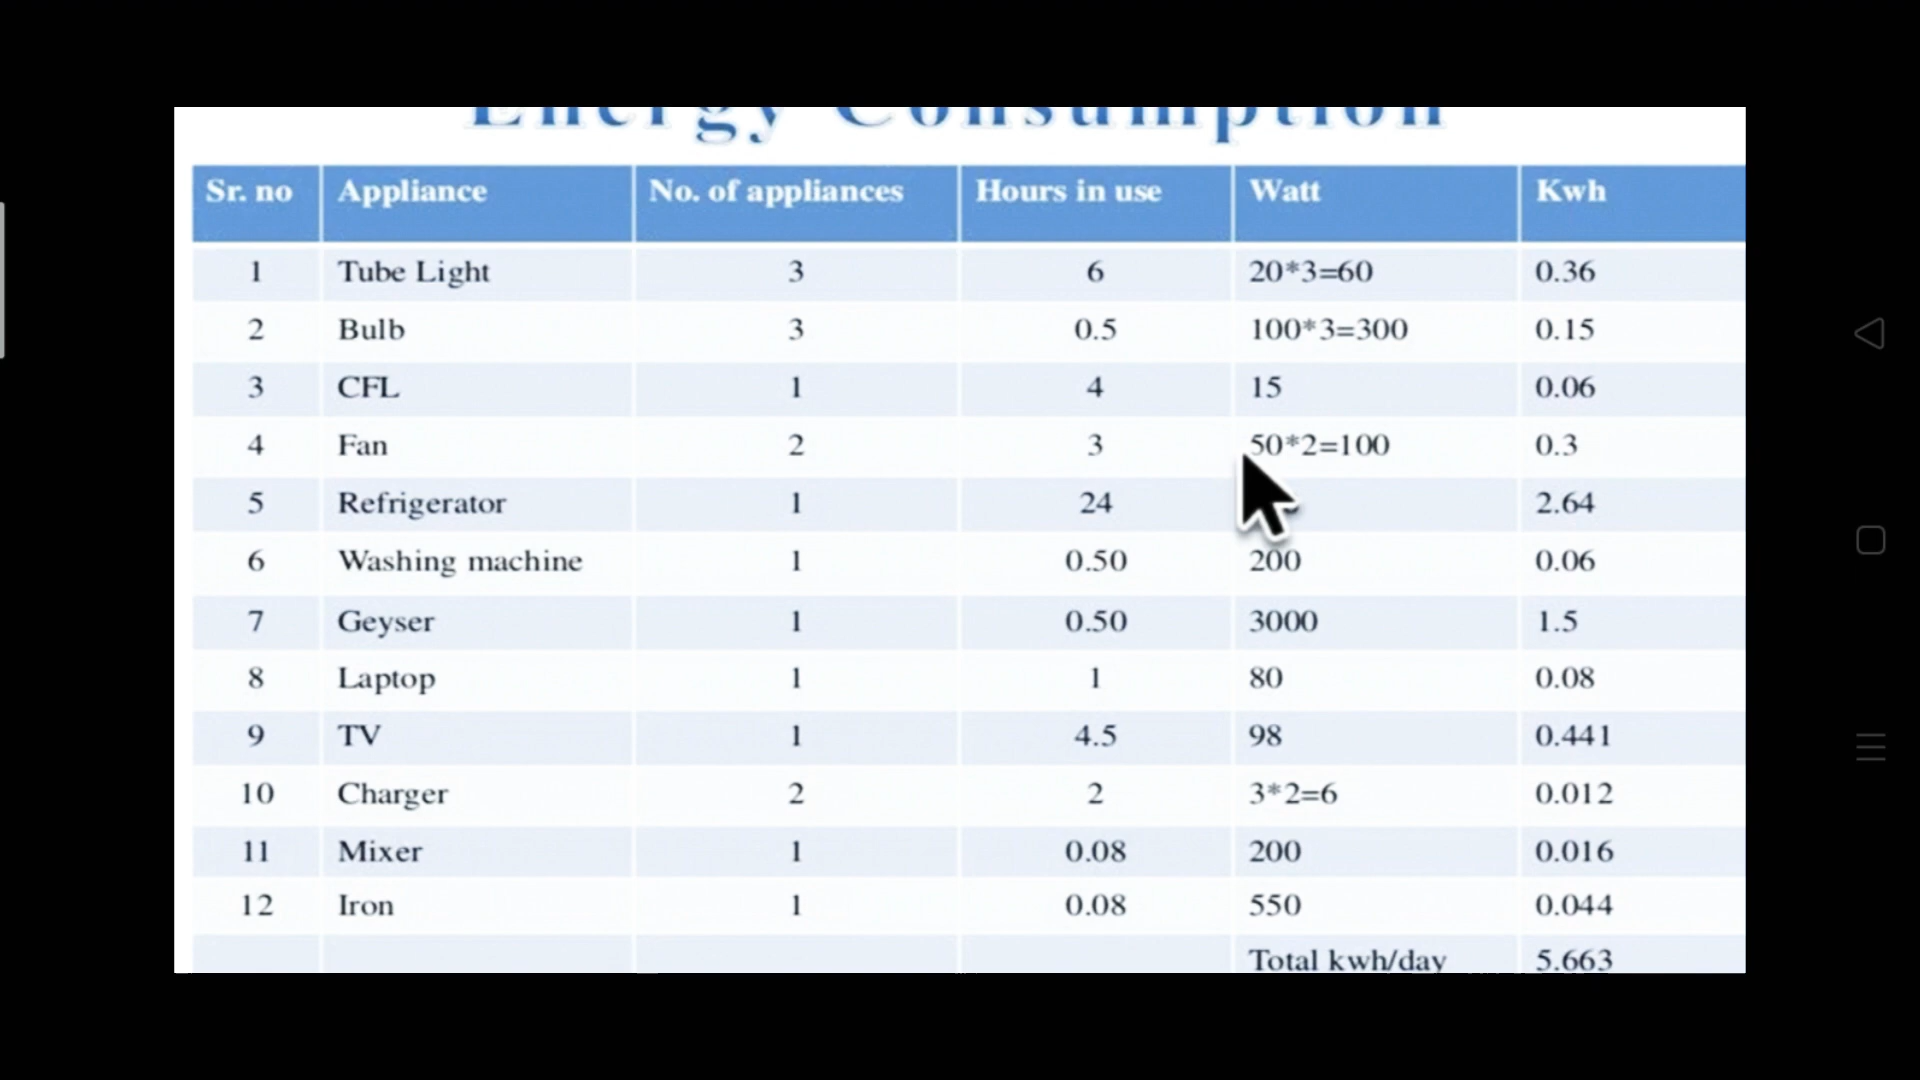 Energy Consumption
Sr. no Appliance No. of appliances Hours in use Watt Kwh
1 Tube Light 3 6 20*3=60 0.36
2 Bulb 3 0.5 100*3=300 0.15
3 CFL 1 4 15 0.06
4 Fan 2 3 50*2=100 0.3
5 Refrigerator 1 24 2.64
6 Washing machine 1 0.50 200 0.06
7 Geyser 1 0.50 3000 1.5
8 Laptop 1 1 80 0.08
9 TV 1 4.5 98 0.441
10 Charger 2 2 3*2=6 0.012
11 Mixer 1 0.08 200 0.016
12 Iron 1 0.08 550 0.044
Total kwh/day 5.663